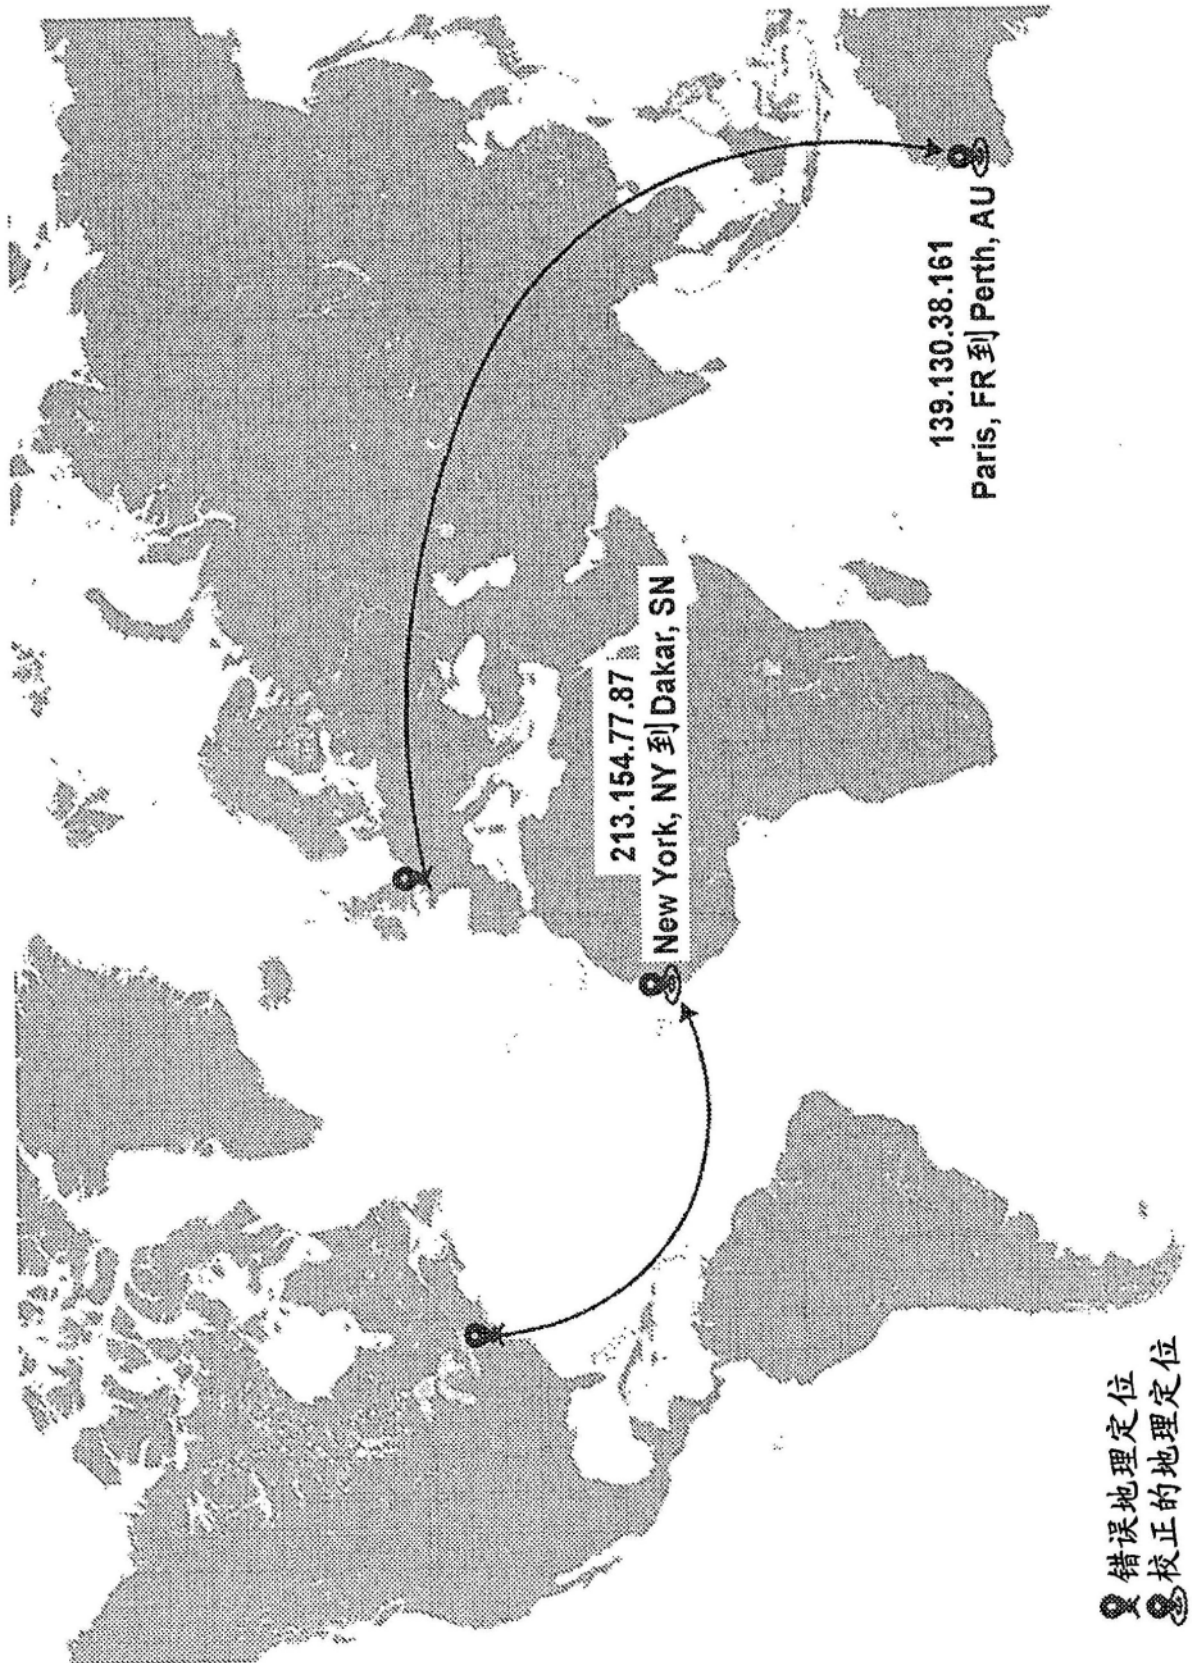 213.154.77.87
New York, NY 到 Dakar, SN
139.130.38.161
Paris, FR 到 Perth, AU
错误地理定位
校正的地理定位